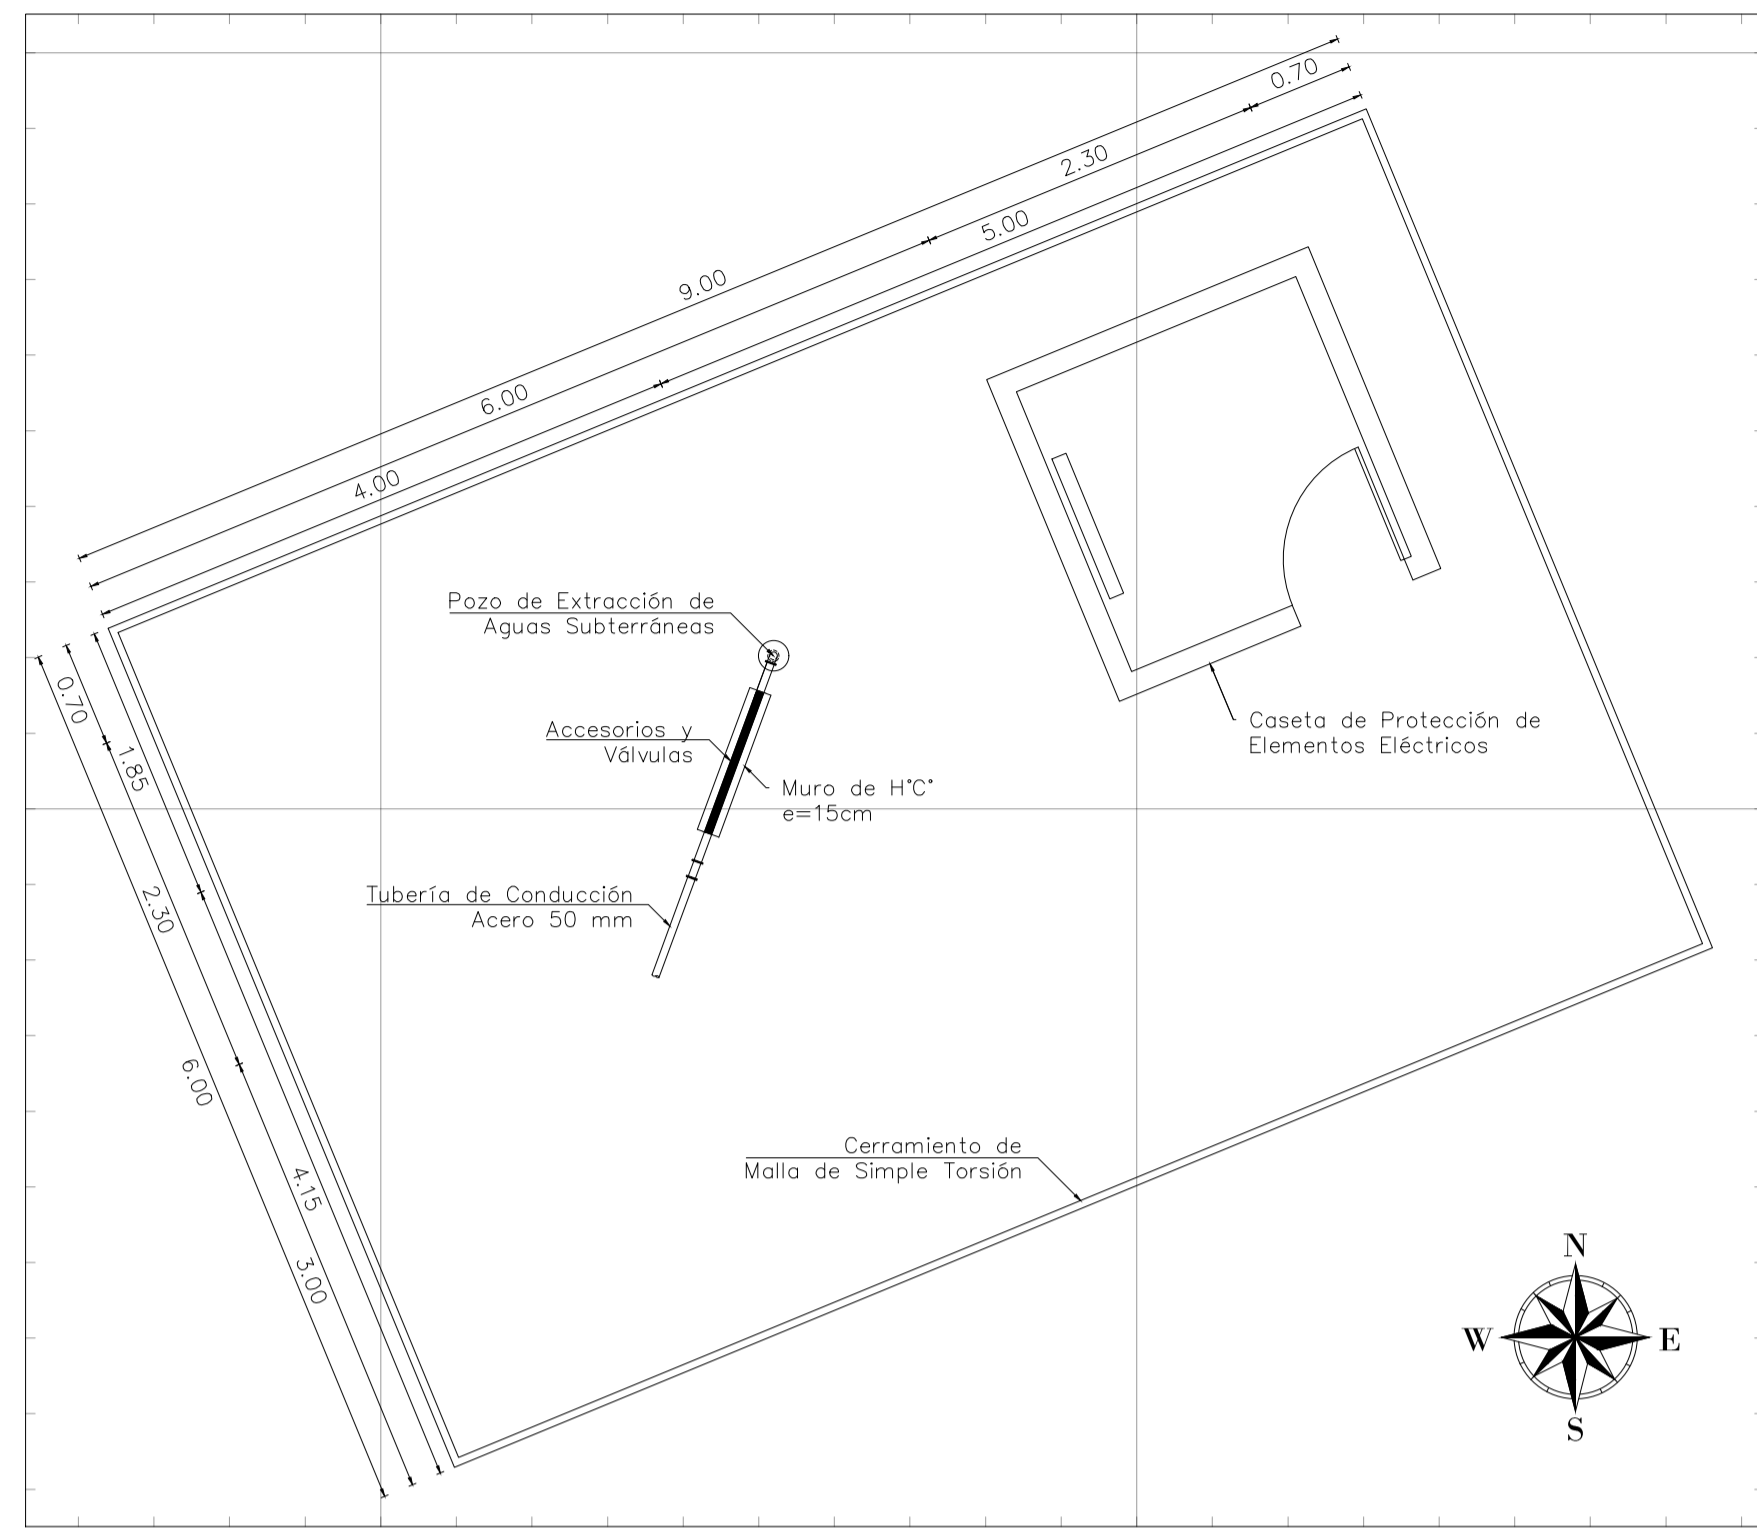 0.70
2.30
5.00
9.00
6.00
4.00
Pozo de Extracción de
Aguas Subterráneas
0.70
1.85
Accesorios y
Válvulas
Caseta de Protección de
Elementos Eléctricos
Muro de H°C°
e=15cm
2.30
Tubería de Conducción
Acero 50 mm
6.00
4.15
3.00
Cerramiento de
Malla de Simple Torsión
N
W
E
S